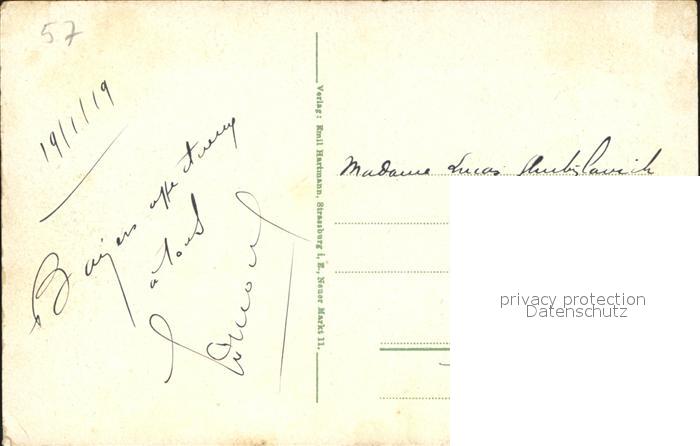 57
19/1/19
Baisers affectueux
a tous
Verlag: Emil Hartmann, Strassburg i. E., Neuer Markt 11.
Madame Lucas
privacy protection
Datenschutz